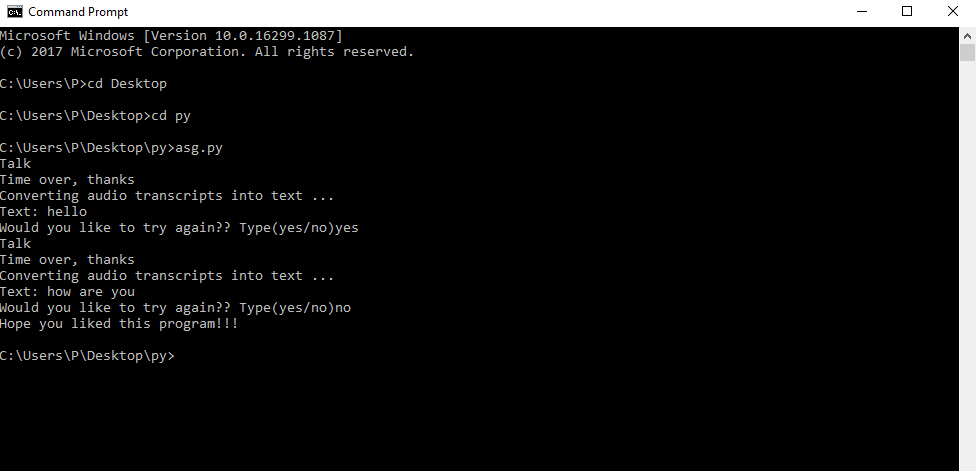 Command Prompt
Microsoft Windows [Version 10.0.16299.1087]
(c) 2017 Microsoft Corporation. All rights reserved.
C:\Users\P>cd Desktop
C:\Users\P\Desktop>cd py
C:\Users\P\Desktop\py>asg.py
Talk
Time over, thanks
Converting audio transcripts into text ...
Text: hello
Would you like to try again?? Type(yes/no)yes
Talk
Time over, thanks
Converting audio transcripts into text ...
Text: how are you
Would you like to try again?? Type(yes/no)no
Hope you liked this program!!!
C:\Users\P\Desktop\py>